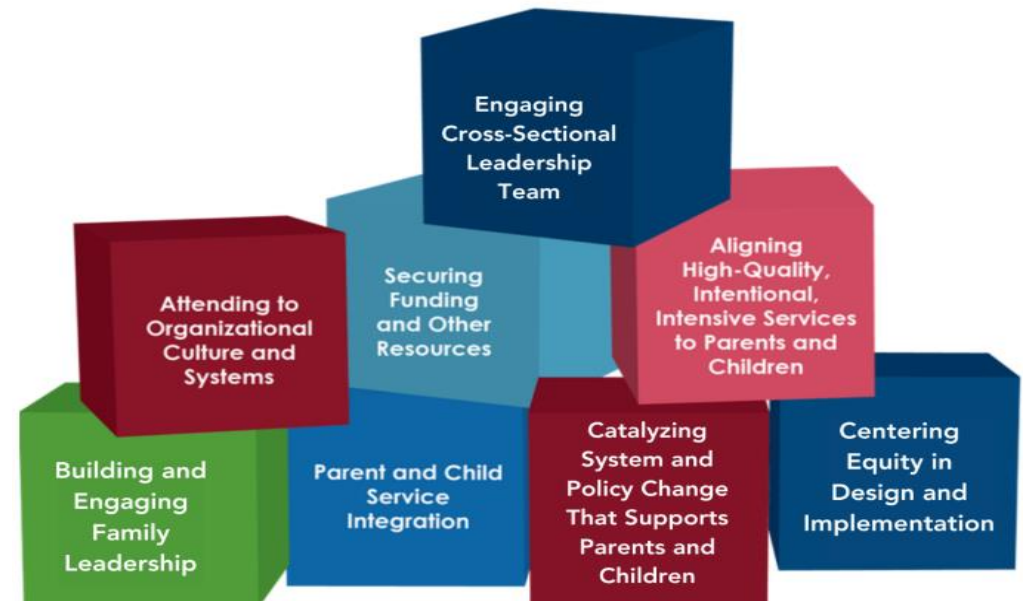 Engaging
Cross-Sectional
Leadership
Team
Attending to
Organizational
Culture and
Systems
Securing
Funding
and Other
Resources
Aligning
High-Quality,
Intentional,
Intensive Services
to Parents and
Children
Building and
Engaging
Family
Leadership
Parent and Child
Service
Integration
Catalyzing
System and
Policy Change
That Supports
Parents and
Children
Centering
Equity in
Design and
Implementation